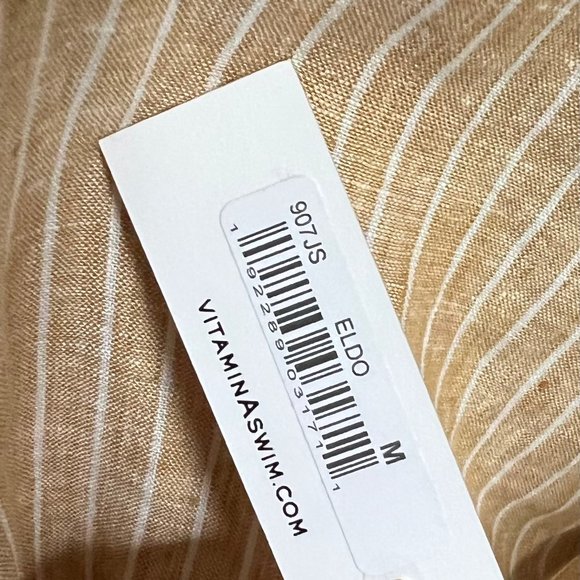 907JS ELDO M
1 92289 03171 1
VITAMINASWIM.COM